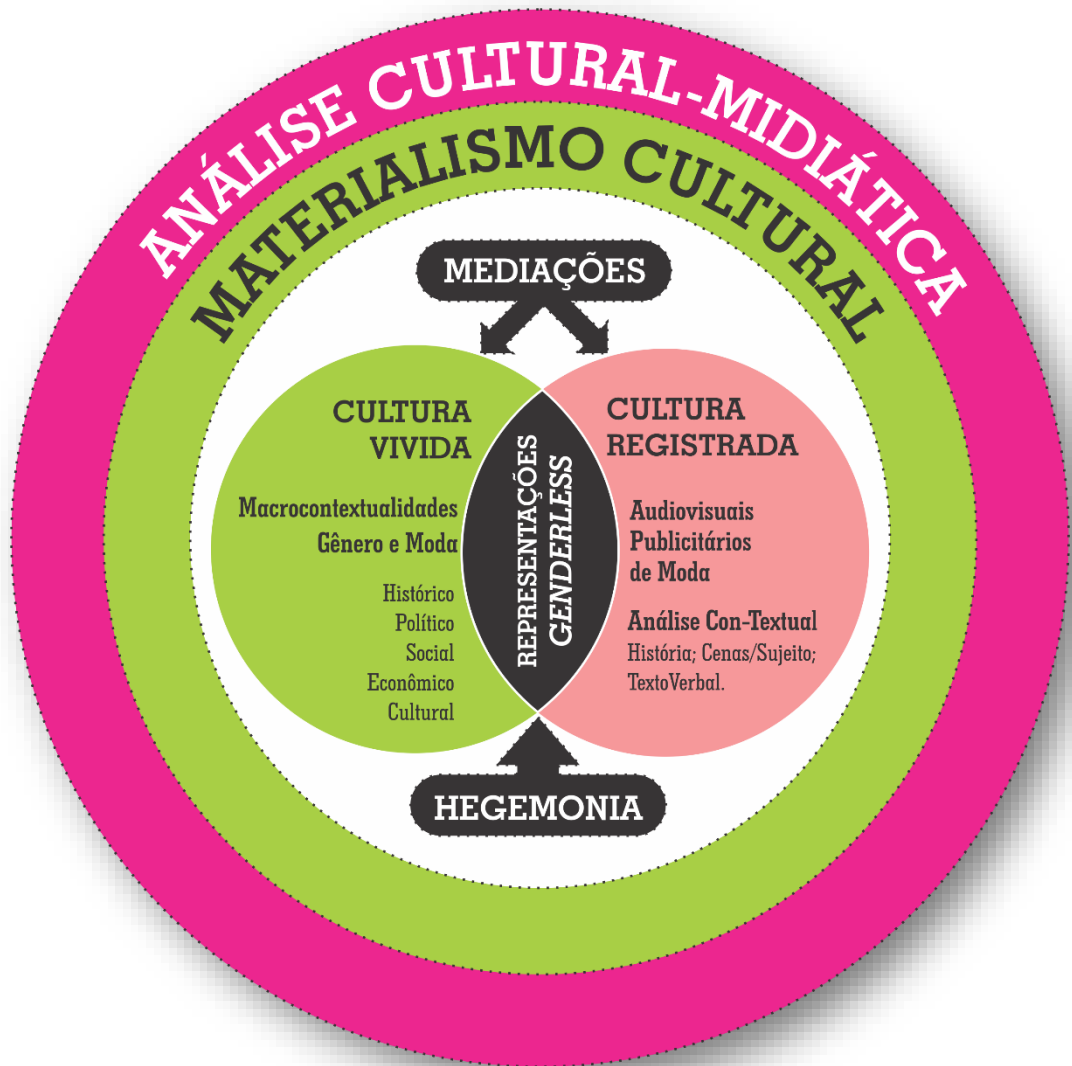 ANÁLISE CULTURAL-MIDIÁTICA
MATERIALISMO CULTURAL
MEDIAÇÕES
CULTURA
VIVIDA
Macrocontextualidades
Gênero e Moda
Histórico
Político
Social
Econômico
Cultural
REPRESENTAÇÕES
GENDERLESS
CULTURA
REGISTRADA
Audiovisuais
Publicitários
de Moda
Análise Con-Textual
História; Cenas/Sujeito;
TextoVerbal.
HEGEMONIA